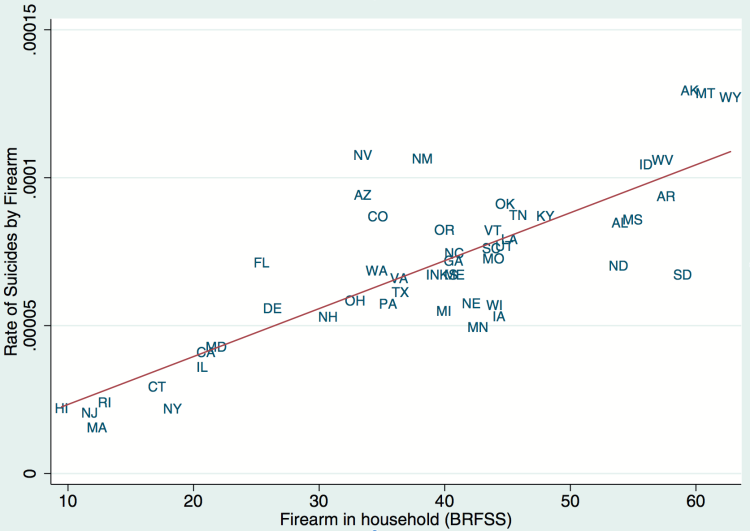 .00015
.0001
.00005
0
Rate of Suicides by Firearm
AK MT WY
NV NM ID WV
AZ OK AR
CO TN KY AL MS
OR VT
LA
FL WA NC SC UT
GA MO ND
VA IN KS ME SD
TX
DE OH PA NE WI
NH MI IA
MN
MD
CA
IL
CT
HI RI NY
NJ
MA
10 20 30 40 50 60
Firearm in household (BRFSS)